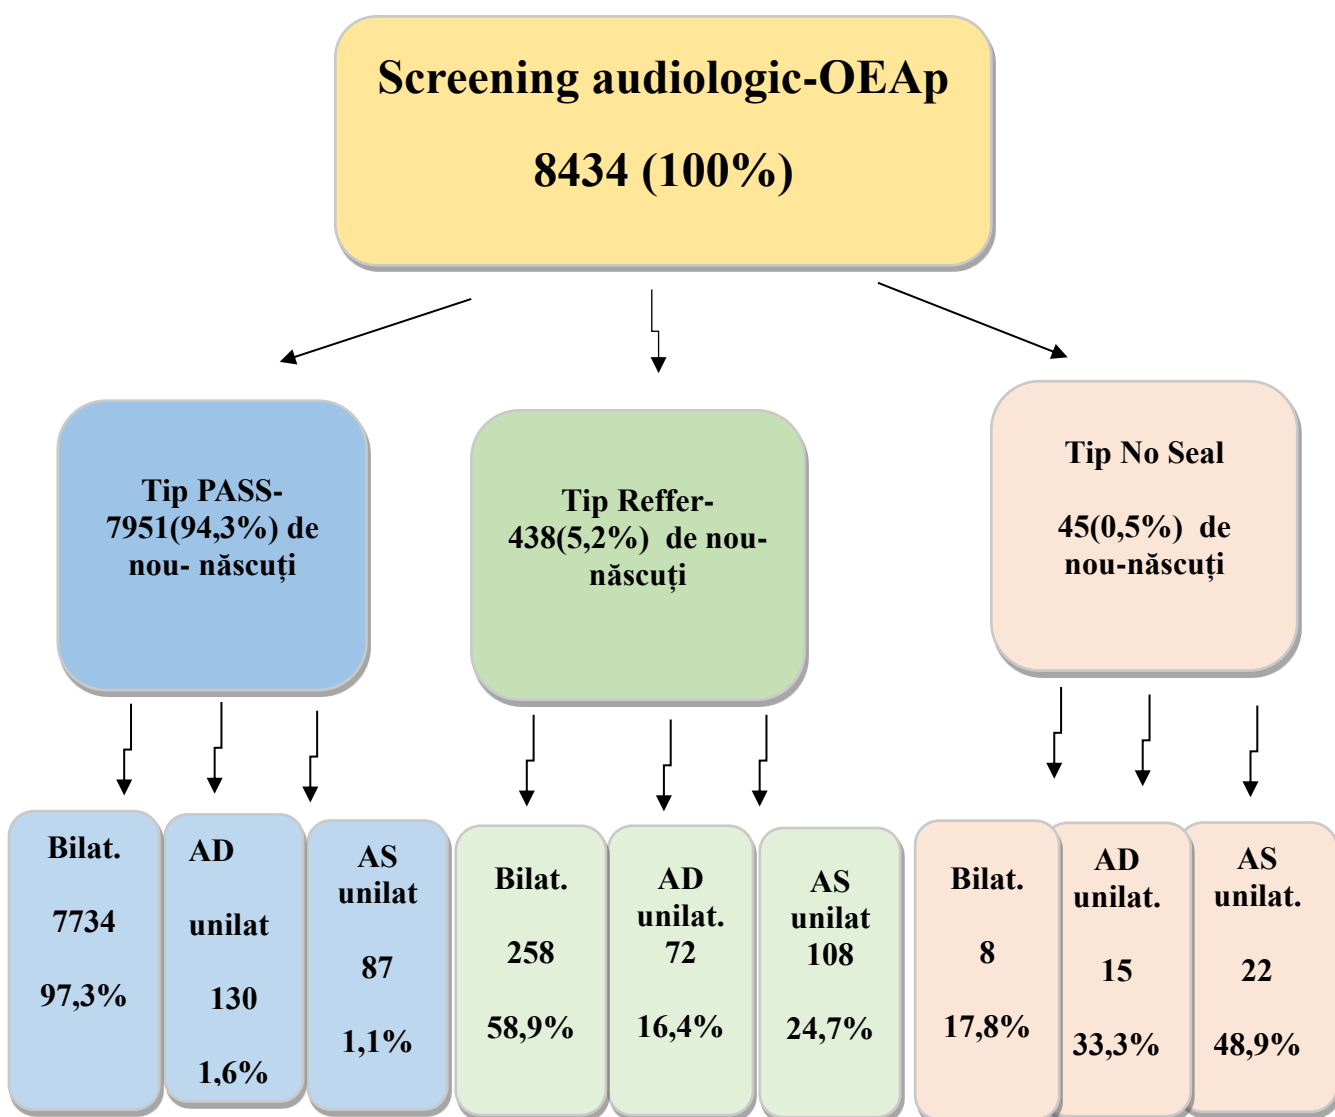 Screening audiologic-OEAp
8434 (100%)
Tip PASS-
7951(94,3%) de
nou- născuți
Tip Reffer-
438(5,2%) de nou-
născuți
Tip No Seal
45(0,5%) de
nou-născuți
Bilat.
7734
97,3%
AD
unilat
130
1,6%
AS
unilat
87
1,1%
Bilat.
258
58,9%
AD
unilat.
72
16,4%
AS
unilat
108
24,7%
Bilat.
8
17,8%
AD
unilat.
15
33,3%
AS
unilat.
22
48,9%